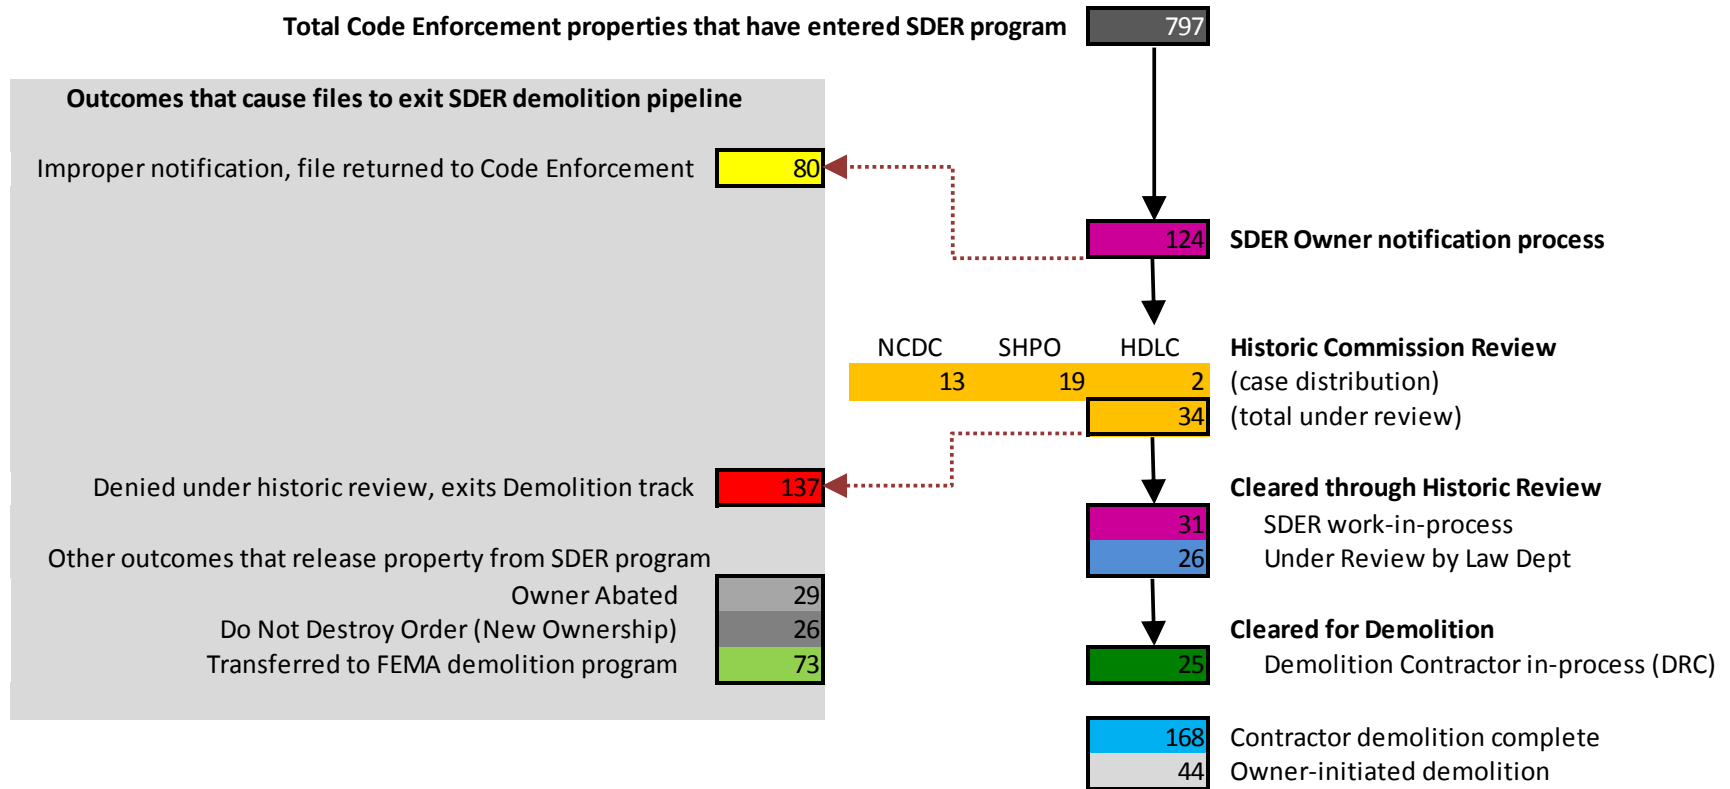 Total Code Enforcement properties that have entered SDER program 797
Outcomes that cause files to exit SDER demolition pipeline
Improper notification, file returned to Code Enforcement 80
124 SDER Owner notification process
NCDC SHPO HDLC Historic Commission Review
13 19 2 (case distribution)
34 (total under review)
Denied under historic review, exits Demolition track 137
Cleared through Historic Review
31 SDER work-in-process
Other outcomes that release property from SDER program
26 Under Review by Law Dept
Owner Abated 29
Do Not Destroy Order (New Ownership) 26
Cleared for Demolition
Transferred to FEMA demolition program 73
25 Demolition Contractor in-process (DRC)
168 Contractor demolition complete
44 Owner-initiated demolition